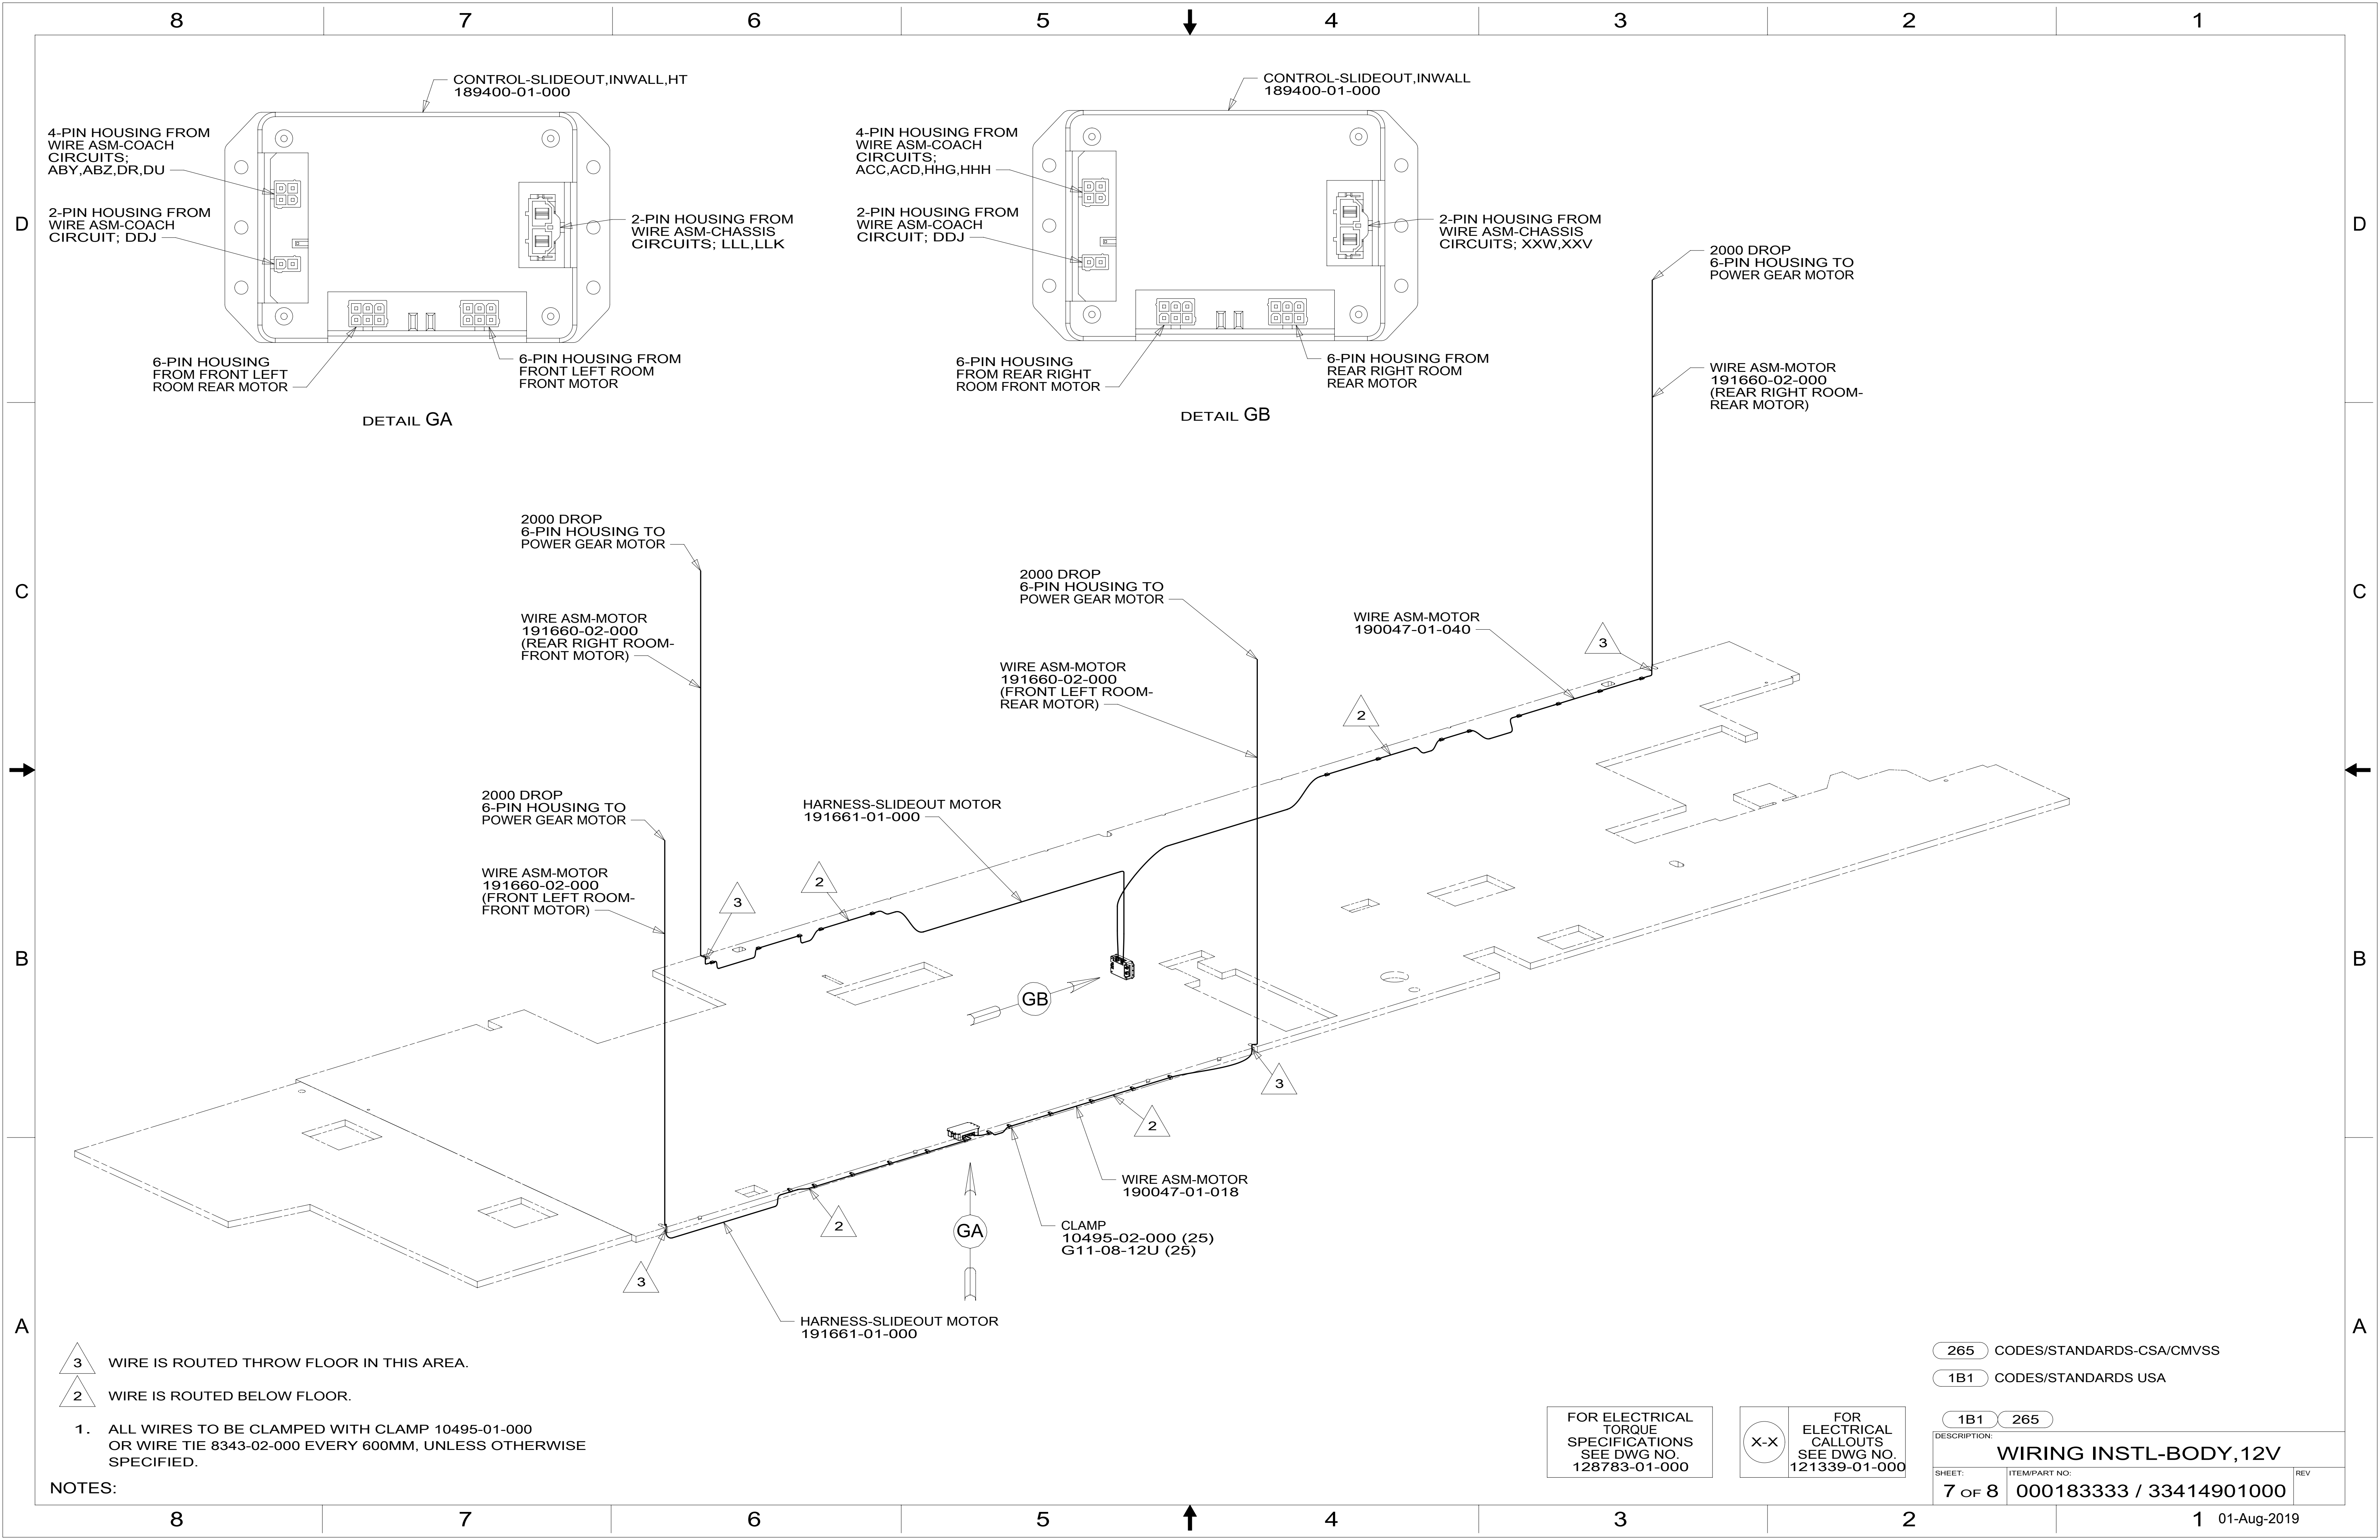 8 7 6 5 4 3 2 1
CONTROL-SLIDEOUT,INWALL,HT
189400-01-000
4-PIN HOUSING FROM
WIRE ASM-COACH
CIRCUITS;
ABY,ABZ,DR,DU
2-PIN HOUSING FROM
WIRE ASM-COACH
CIRCUIT; DDJ
2-PIN HOUSING FROM
WIRE ASM-CHASSIS
CIRCUITS; LLL,LLK
6-PIN HOUSING
FROM FRONT LEFT
ROOM REAR MOTOR
6-PIN HOUSING FROM
FRONT LEFT ROOM
FRONT MOTOR
DETAIL GA
CONTROL-SLIDEOUT,INWALL
189400-01-000
4-PIN HOUSING FROM
WIRE ASM-COACH
CIRCUITS;
ACC,ACD,HHG,HHH
2-PIN HOUSING FROM
WIRE ASM-COACH
CIRCUIT; DDJ
2-PIN HOUSING FROM
WIRE ASM-CHASSIS
CIRCUITS; XXW,XXV
6-PIN HOUSING
FROM REAR RIGHT
ROOM FRONT MOTOR
6-PIN HOUSING FROM
REAR RIGHT ROOM
REAR MOTOR
DETAIL GB
D
D
2000 DROP
6-PIN HOUSING TO
POWER GEAR MOTOR
WIRE ASM-MOTOR
191660-02-000
(REAR RIGHT ROOM-
REAR MOTOR)
2000 DROP
6-PIN HOUSING TO
POWER GEAR MOTOR
WIRE ASM-MOTOR
191660-02-000
(REAR RIGHT ROOM-
FRONT MOTOR)
2000 DROP
6-PIN HOUSING TO
POWER GEAR MOTOR
WIRE ASM-MOTOR
191660-02-000
(FRONT LEFT ROOM-
REAR MOTOR)
WIRE ASM-MOTOR
190047-01-040
3
2
C
C
2000 DROP
6-PIN HOUSING TO
POWER GEAR MOTOR
WIRE ASM-MOTOR
191660-02-000
(FRONT LEFT ROOM-
FRONT MOTOR)
HARNESS-SLIDEOUT MOTOR
191661-01-000
2
3
B
B
GB
3
2
WIRE ASM-MOTOR
190047-01-018
CLAMP
10495-02-000 (25)
G11-08-12U (25)
GA
2
3
HARNESS-SLIDEOUT MOTOR
191661-01-000
A
A
3 WIRE IS ROUTED THROW FLOOR IN THIS AREA.
2 WIRE IS ROUTED BELOW FLOOR.
1. ALL WIRES TO BE CLAMPED WITH CLAMP 10495-01-000
OR WIRE TIE 8343-02-000 EVERY 600MM, UNLESS OTHERWISE
SPECIFIED.
NOTES:
FOR ELECTRICAL
TORQUE
SPECIFICATIONS
SEE DWG NO.
128783-01-000
X-X
FOR
ELECTRICAL
CALLOUTS
SEE DWG NO.
121339-01-000
265 CODES/STANDARDS-CSA/CMVSS
1B1 CODES/STANDARDS USA
1B1 265
DESCRIPTION:
WIRING INSTL-BODY,12V
SHEET: ITEM/PART NO: REV
7 OF 8 000183333 / 33414901000
8 7 6 5 4 3 2 1
01-Aug-2019